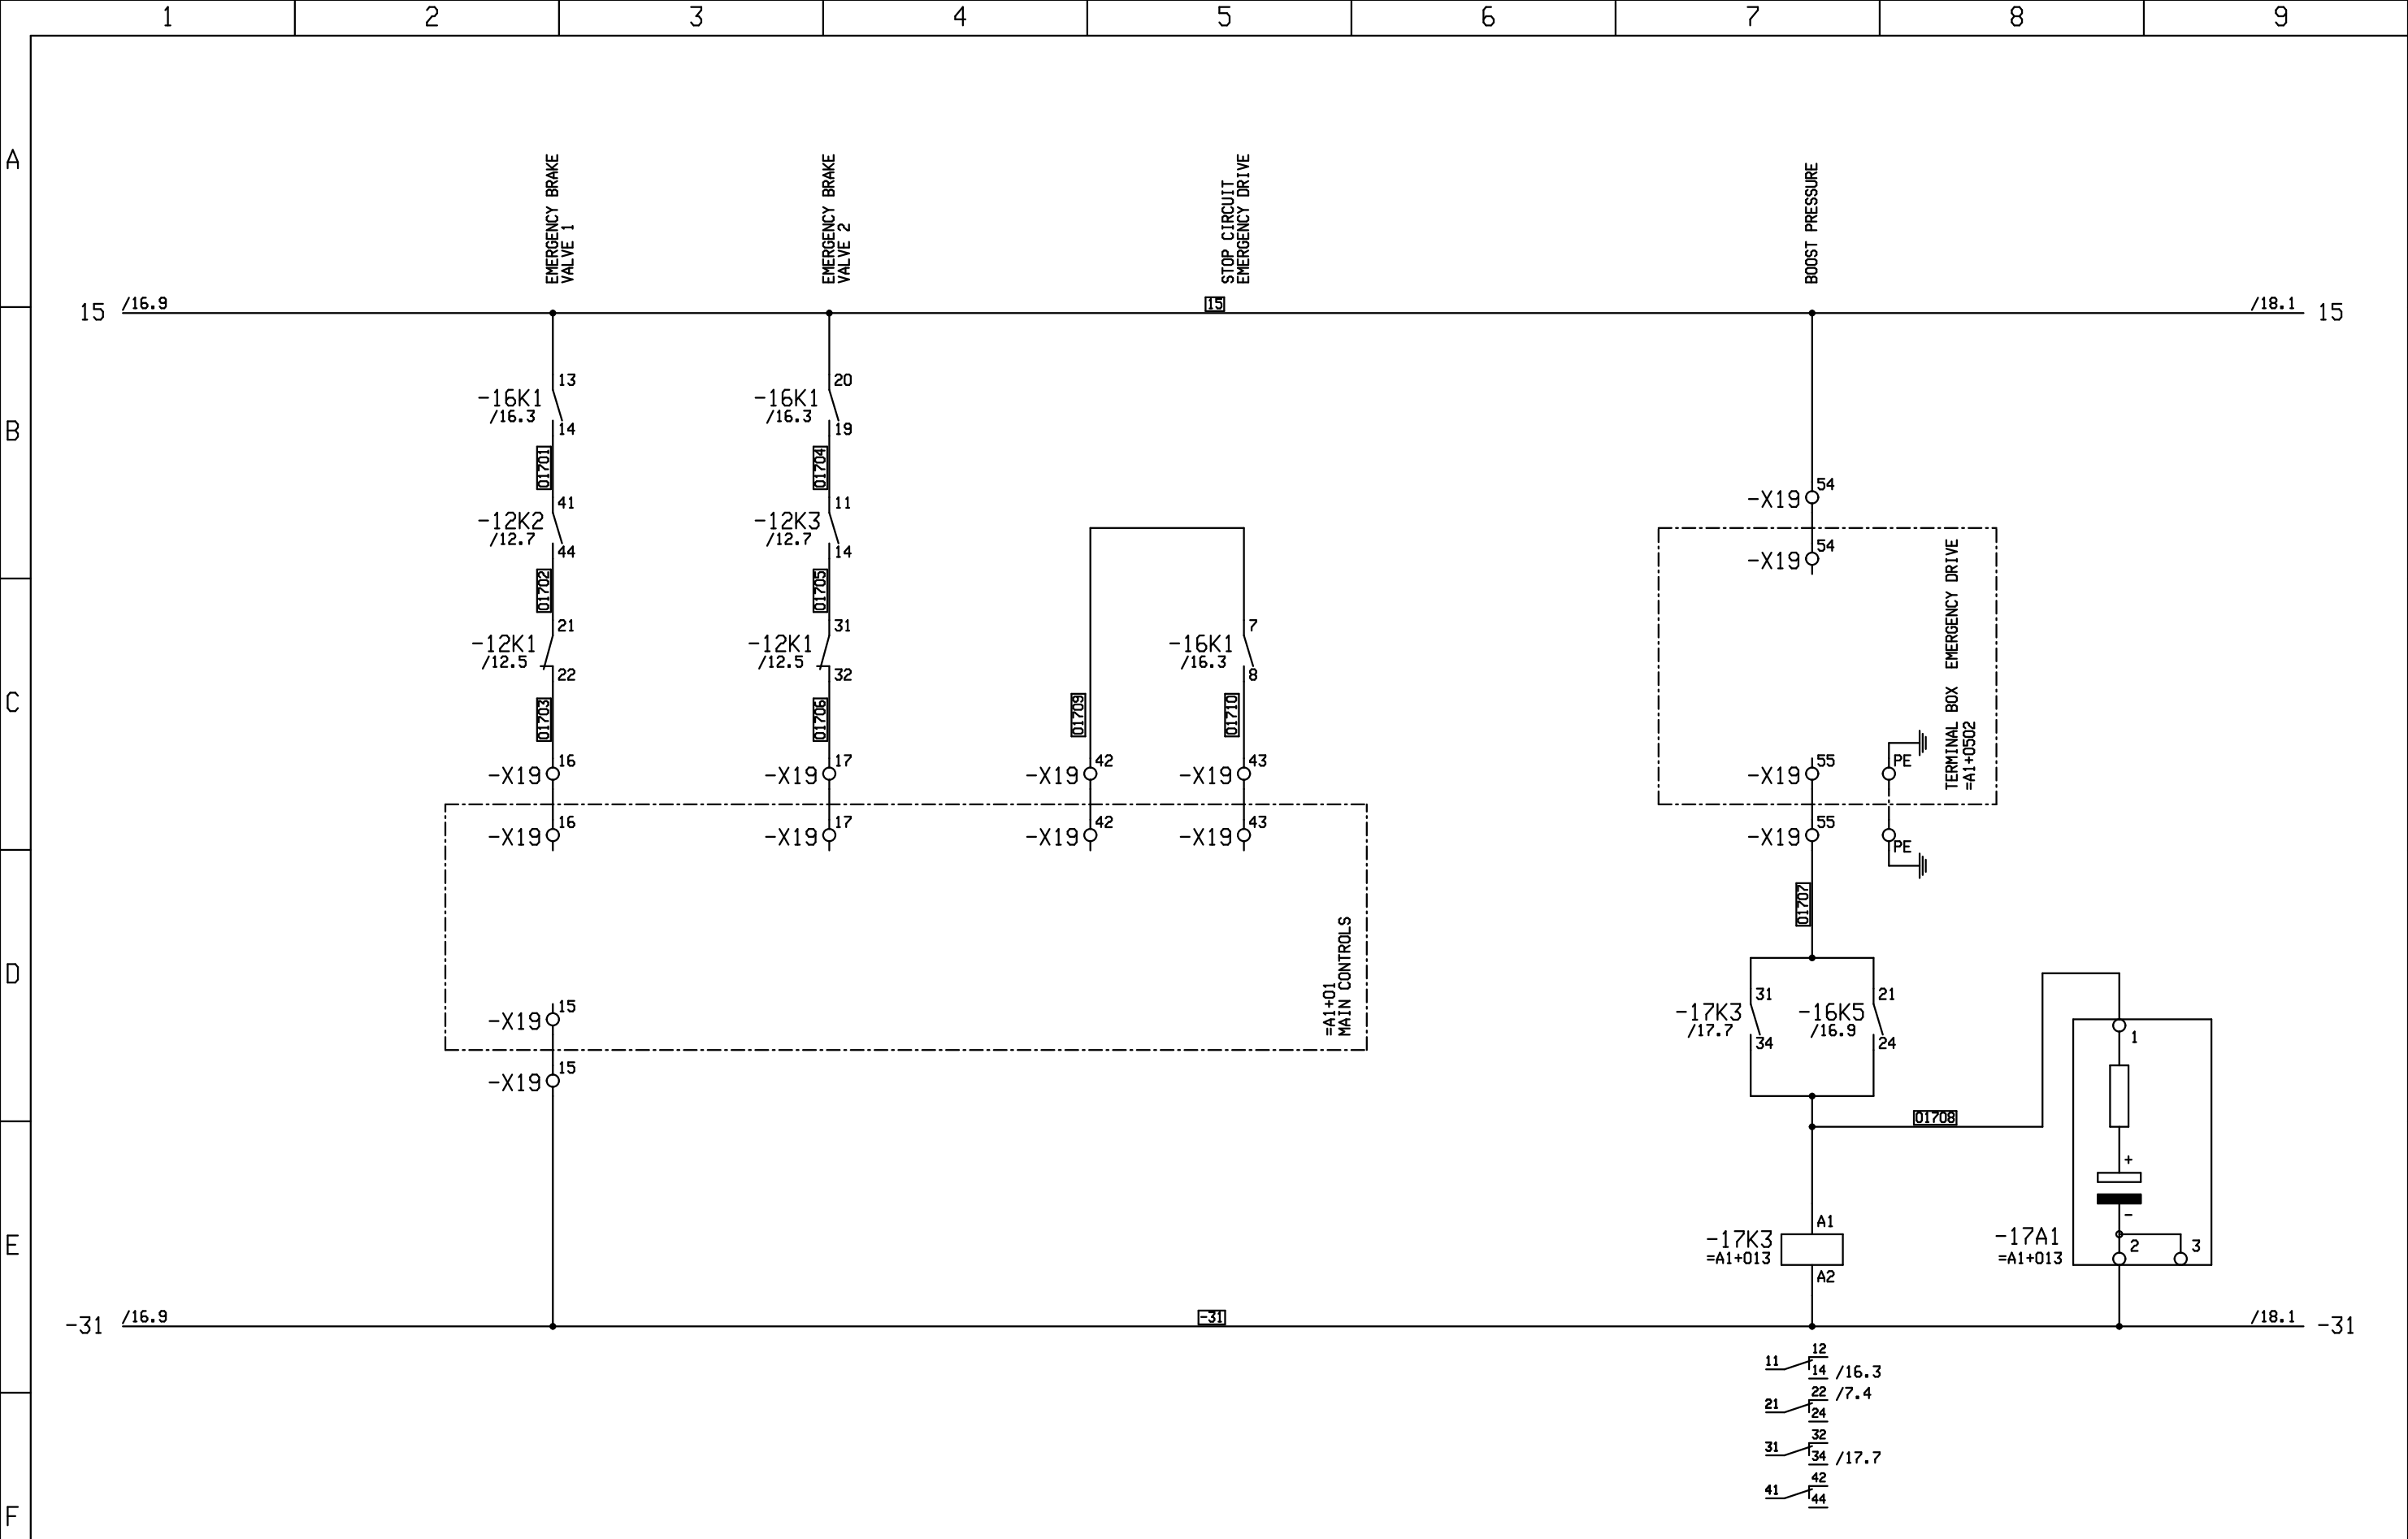 1 2 3 4 5 6 7 8 9
A
B
C
D
E
F
EMERGENCY BRAKE
VALVE 1
EMERGENCY BRAKE
VALVE 2
STOP CIRCUIT
EMERGENCY DRIVE
BOOST PRESSURE
15 /16.9
15
/18.1 15
13
-16K1
/16.3
14
01701
41
-12K2
/12.7
44
01702
21
-12K1
/12.5
22
01703
-X19 16
-X19 16
-X19 15
-X19 15
20
-16K1
/16.3
19
01704
11
-12K3
/12.7
14
01705
31
-12K1
/12.5
32
01706
-X19 17
-X19 17
01709
-X19 42
-X19 42
7
-16K1
/16.3
8
01710
-X19 43
-X19 43
=A1+01
MAIN CONTROLS
-X19 54
-X19 54
TERMINAL BOX EMERGENCY DRIVE
=A1+0502
-X19 55
PE
-X19 55
PE
01707
31
-17K3
/17.7
34
21
-16K5
/16.9
24
01708
A1
-17K3
=A1+013
A2
1
+
-
-17A1
=A1+013
2
3
-31 /16.9
-31
/18.1 -31
12
11
14 /16.3
22 /7.4
21
24
32
31
34 /17.7
42
41
44